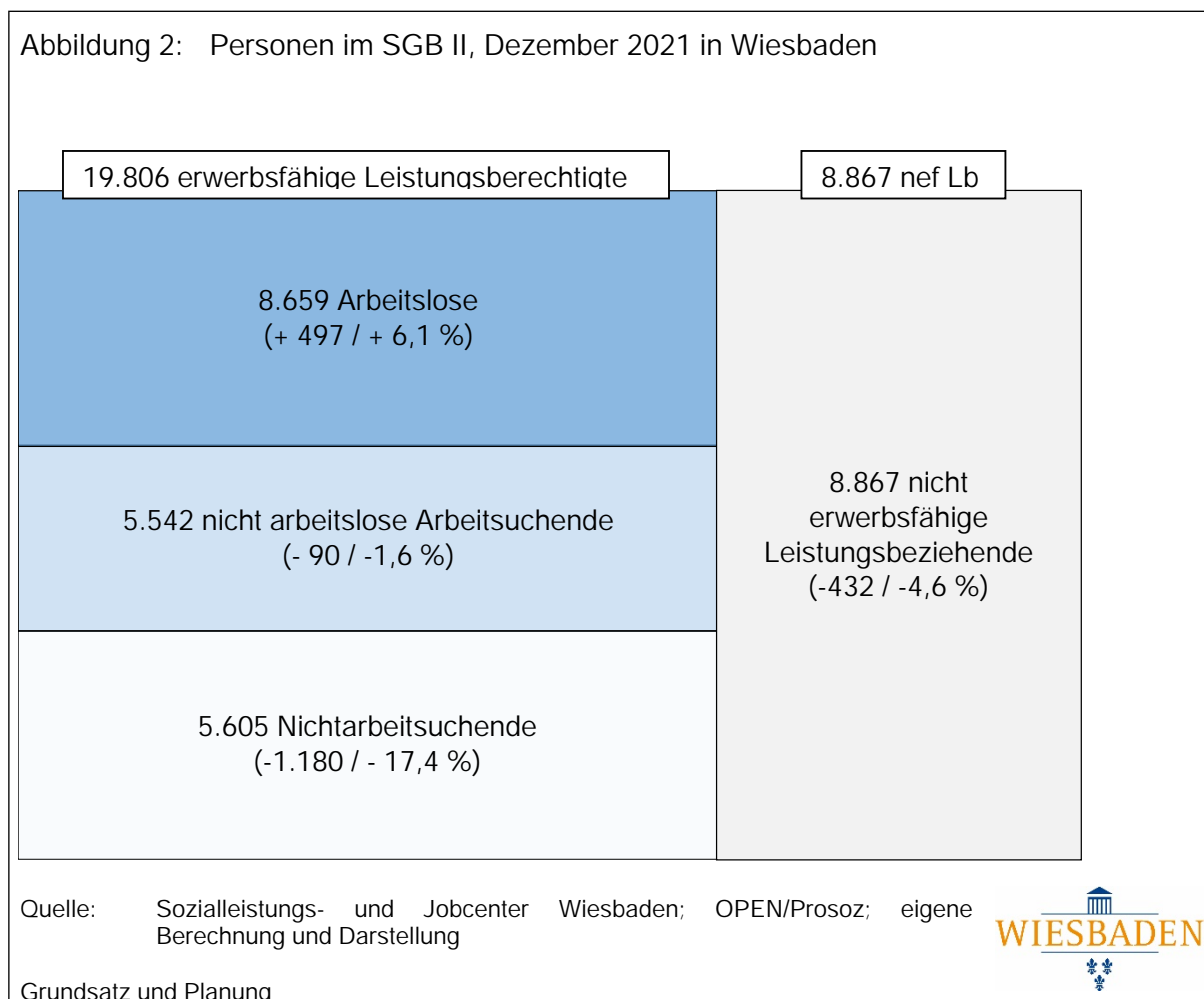 Abbildung 2: Personen im SGB II, Dezember 2021 in Wiesbaden
19.806 erwerbsfähige Leistungsberechtigte
8.867 nef Lb
8.659 Arbeitslose
(+ 497 / + 6,1 %)
5.542 nicht arbeitslose Arbeitsuchende
(- 90 / -1,6 %)
5.605 Nichtarbeitsuchende
(-1.180 / - 17,4 %)
8.867 nicht
erwerbsfähige
Leistungsbeziehende
(-432 / -4,6 %)
Quelle: Sozialleistungs- und Jobcenter Wiesbaden; OPEN/Prosoz; eigene
Berechnung und Darstellung
WIESBADEN
Grundsatz und Planung